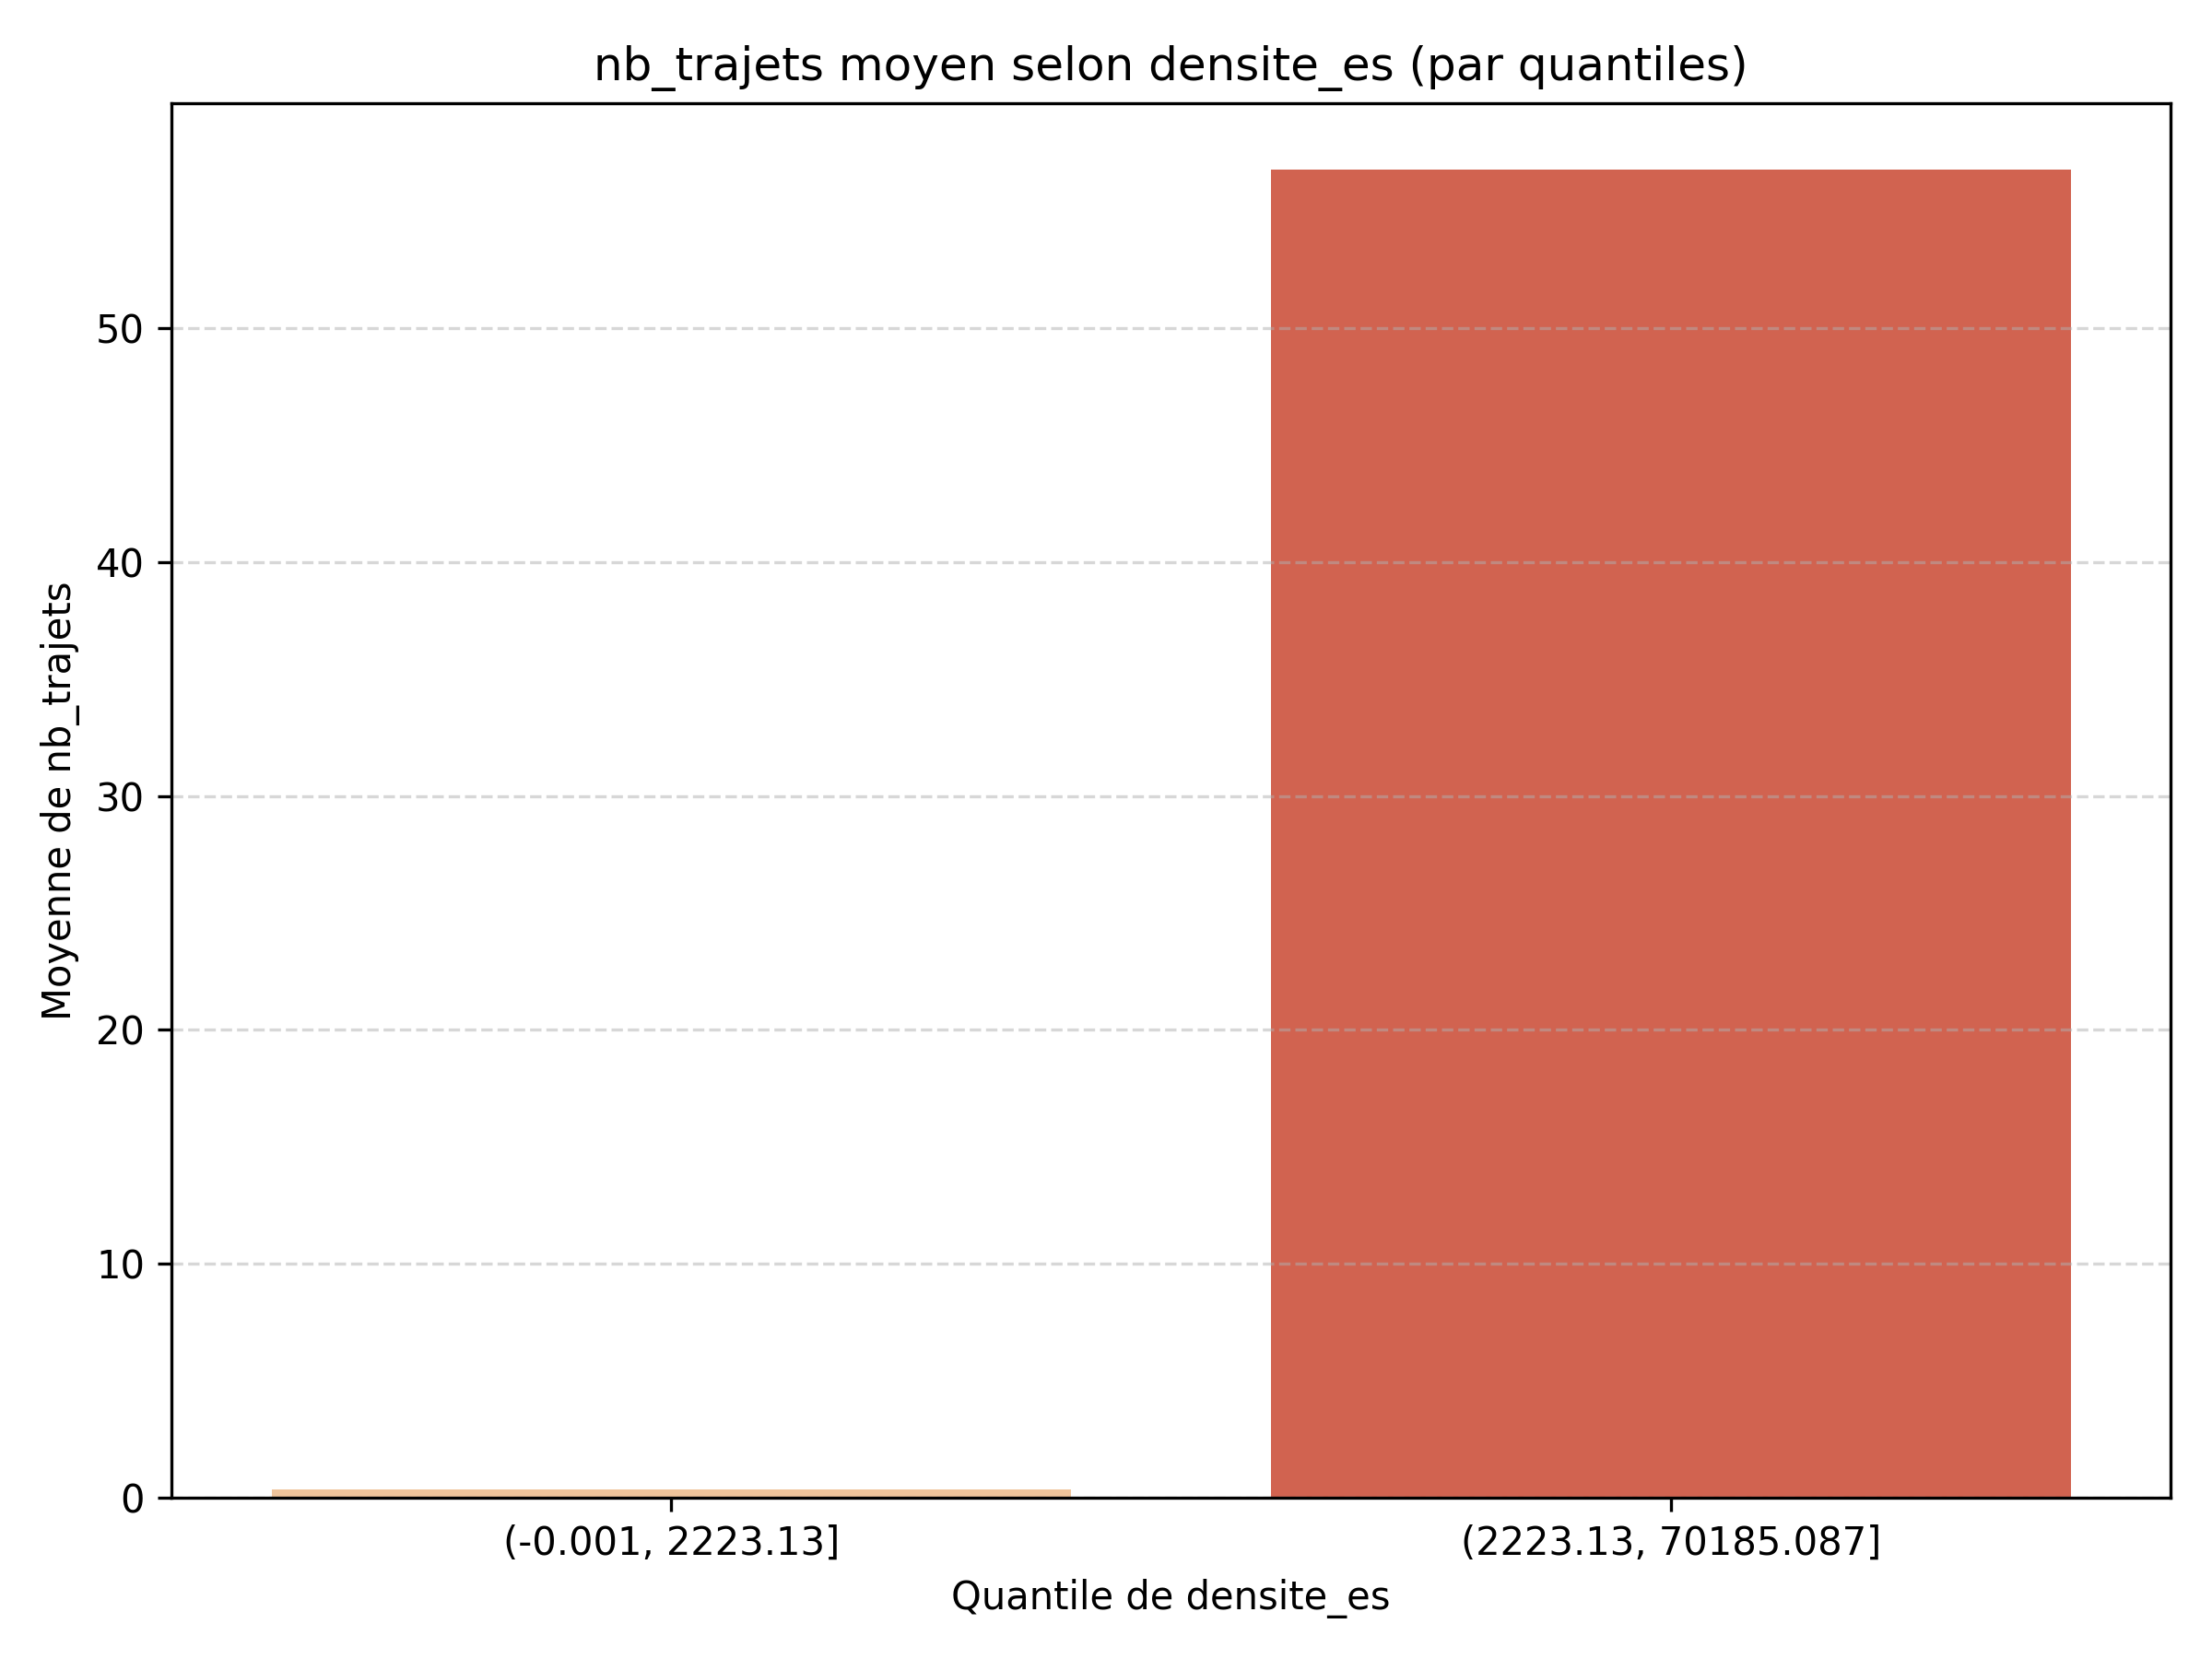 nb_trajets moyen selon densite_es (par quantiles)
Moyenne de nb_trajets
50
40
30
20
10
0
(-0.001, 2223.13]
(2223.13, 70185.087]
Quantile de densite_es